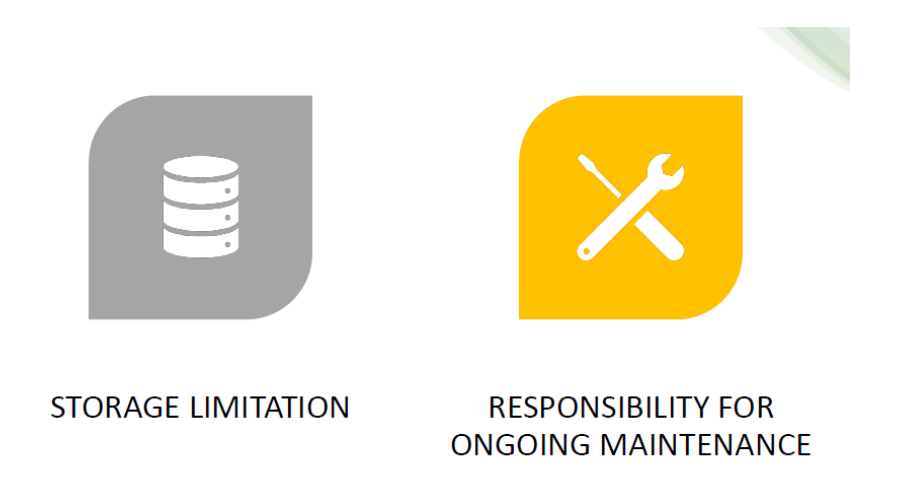 STORAGE LIMITATION
RESPONSIBILITY FOR
ONGOING MAINTENANCE